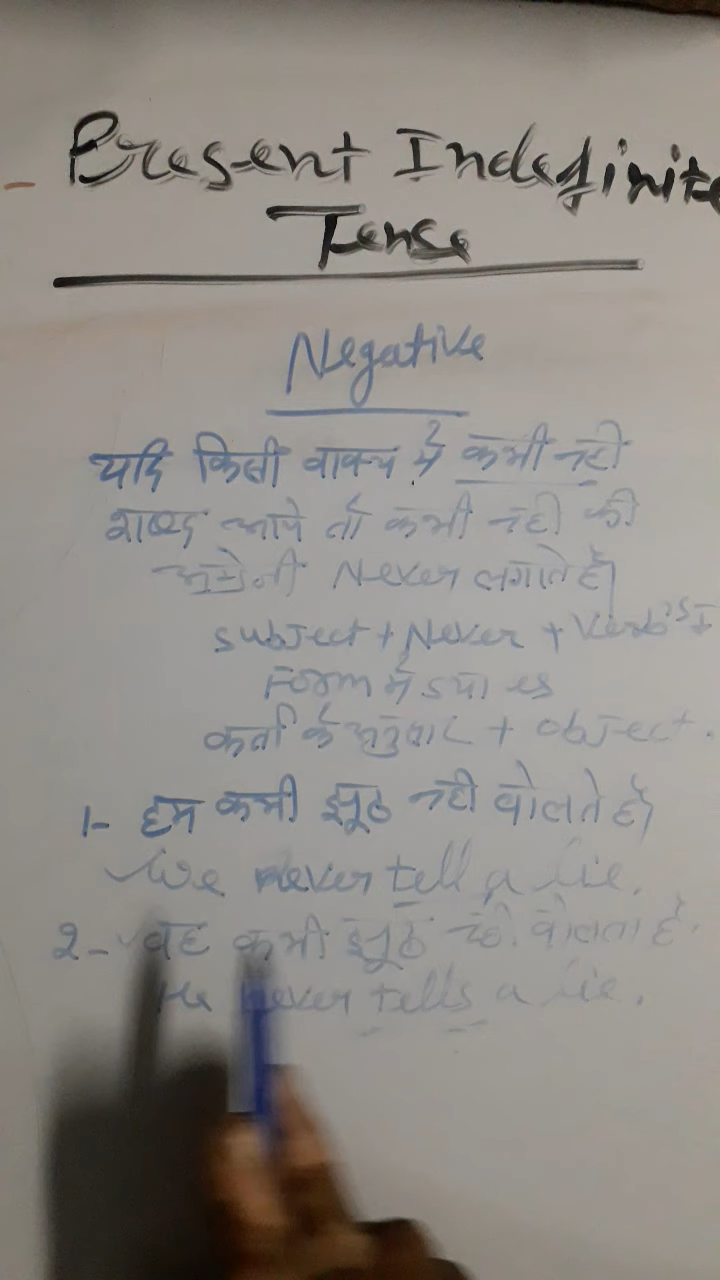 Present Indefinite
Tense
Negative
यदि किसी वाक्य में कभी नही
शब्द आये तो कभी नही की
अंग्रेजी Never लगाते हैं।
subject + Never + Verb's I
Form में s या es
कर्ता के अनुसार + object.
1- हम कभी झूठ नही बोलते हैं।
We never tell a lie.
2- वह कभी झूठ नही बोलता है.
He never tells a lie.